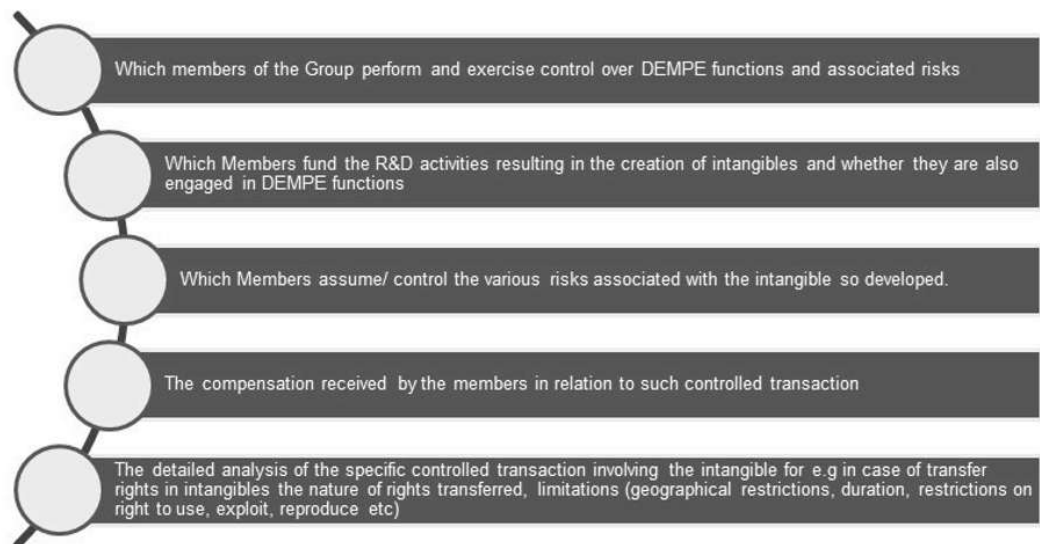 Which members of the Group perform and exercise control over DEMPE functions and associated risks
Which Members fund the R&D activities resulting in the creation of intangibles and whether they are also
engaged in DEMPE functions
Which Members assume/ control the various risks associated with the intangible so developed.
The compensation received by the members in relation to such controlled transaction
The detailed analysis of the specific controlled transaction involving the intangible for e.g in case of transfer
rights in intangibles the nature of rights transferred, limitations (geographical restrictions, duration, restrictions on
right to use, exploit, reproduce etc)